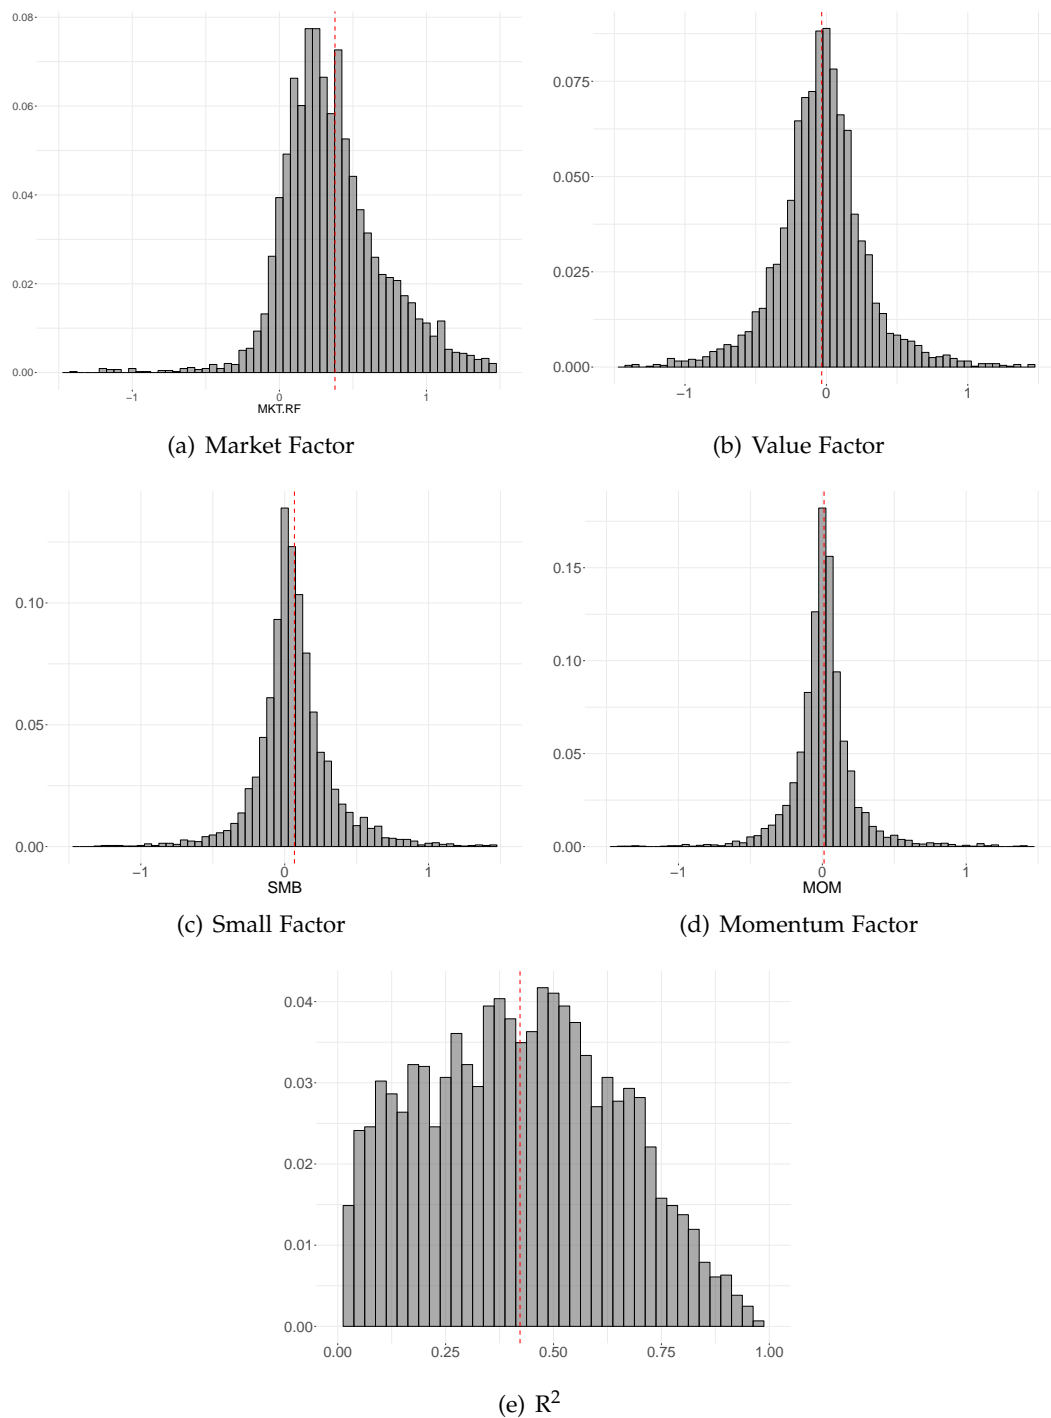 0.08
0.06
0.04
0.02
0.00
−1 0 1
MKT.RF
(a) Market Factor
0.075
0.050
0.025
0.000
−1 0 1
(b) Value Factor
0.10
0.05
0.00
−1 0 1
SMB
(c) Small Factor
0.15
0.10
0.05
0.00
−1 0 1
MOM
(d) Momentum Factor
0.04
0.03
0.02
0.01
0.00
0.00 0.25 0.50 0.75 1.00
(e) R²